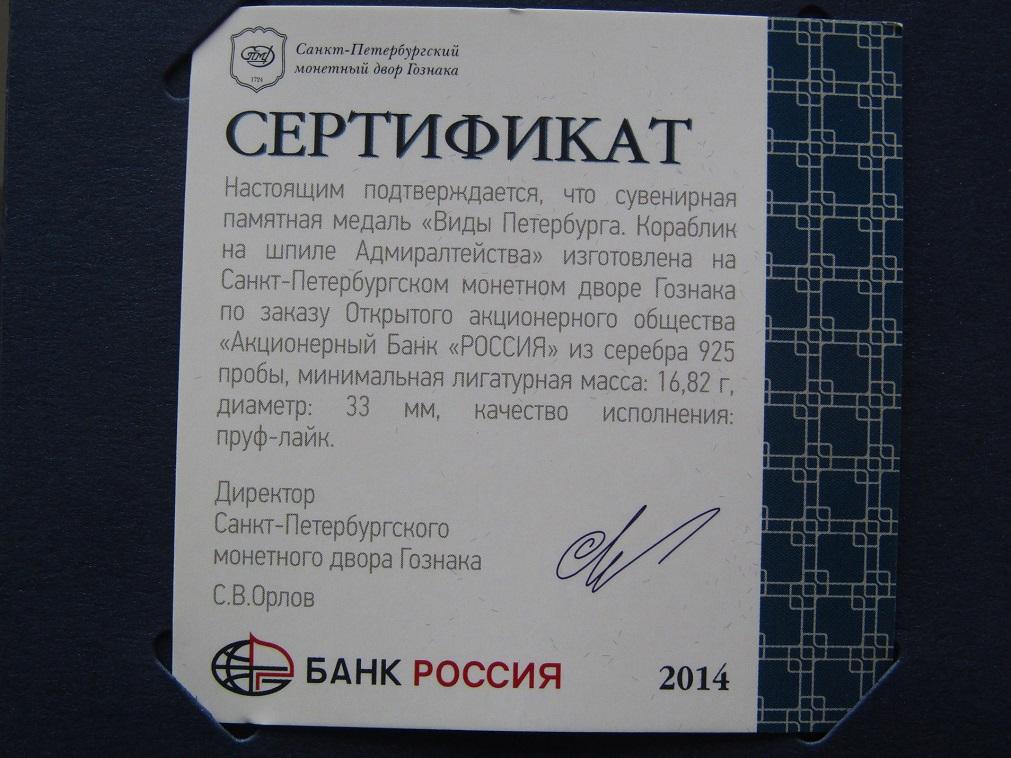 СПМД
1724
Санкт-Петербургский
монетный двор Гознака
СЕРТИФИКАТ
Настоящим подтверждается, что сувенирная
памятная медаль «Виды Петербурга. Кораблик
на шпиле Адмиралтейства» изготовлена на
Санкт-Петербургском монетном дворе Гознака
по заказу Открытого акционерного общества
«Акционерный Банк «РОССИЯ» из серебра 925
пробы, минимальная лигатурная масса: 16,82 г,
диаметр: 33 мм, качество исполнения:
пруф-лайк.
Директор
Санкт-Петербургского
монетного двора Гознака
С.В.Орлов
БАНК РОССИЯ
2014